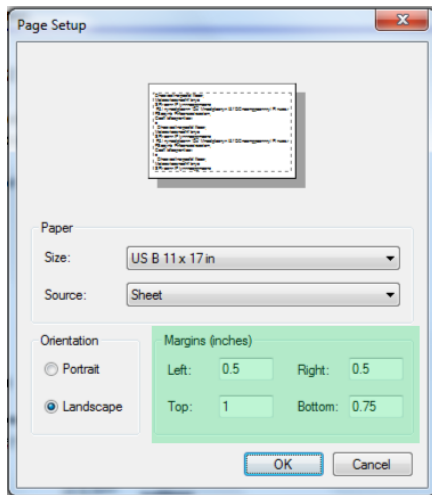 Page Setup
Paper
Size: US B 11 x 17 in
Source: Sheet
Orientation
Portrait
Landscape
Margins (inches)
Left: 0.5 Right: 0.5
Top: 1 Bottom: 0.75
OK Cancel